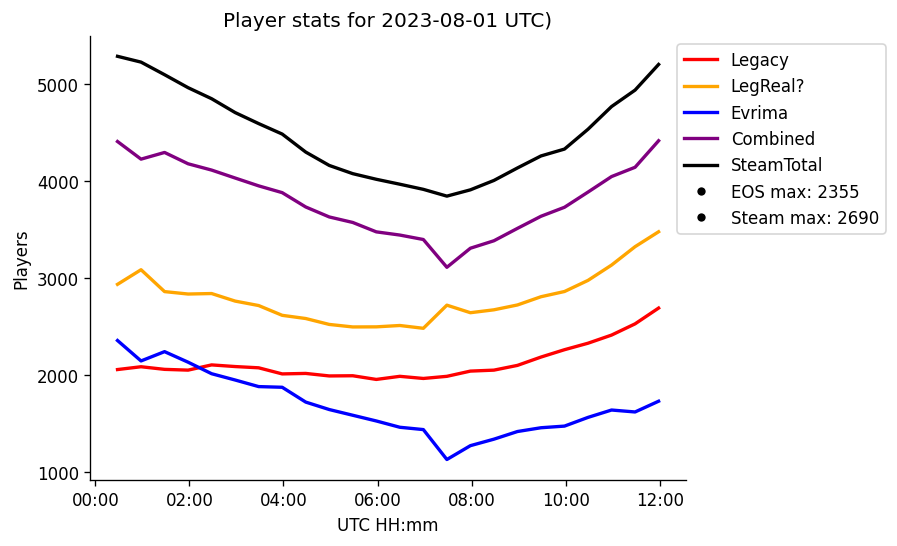 Player stats for 2023-08-01 UTC)
Legacy
LegReal?
Evrima
Combined
SteamTotal
EOS max: 2355
Steam max: 2690
5000
4000
3000
2000
1000
Players
00:00 02:00 04:00 06:00 08:00 10:00 12:00
UTC HH:mm